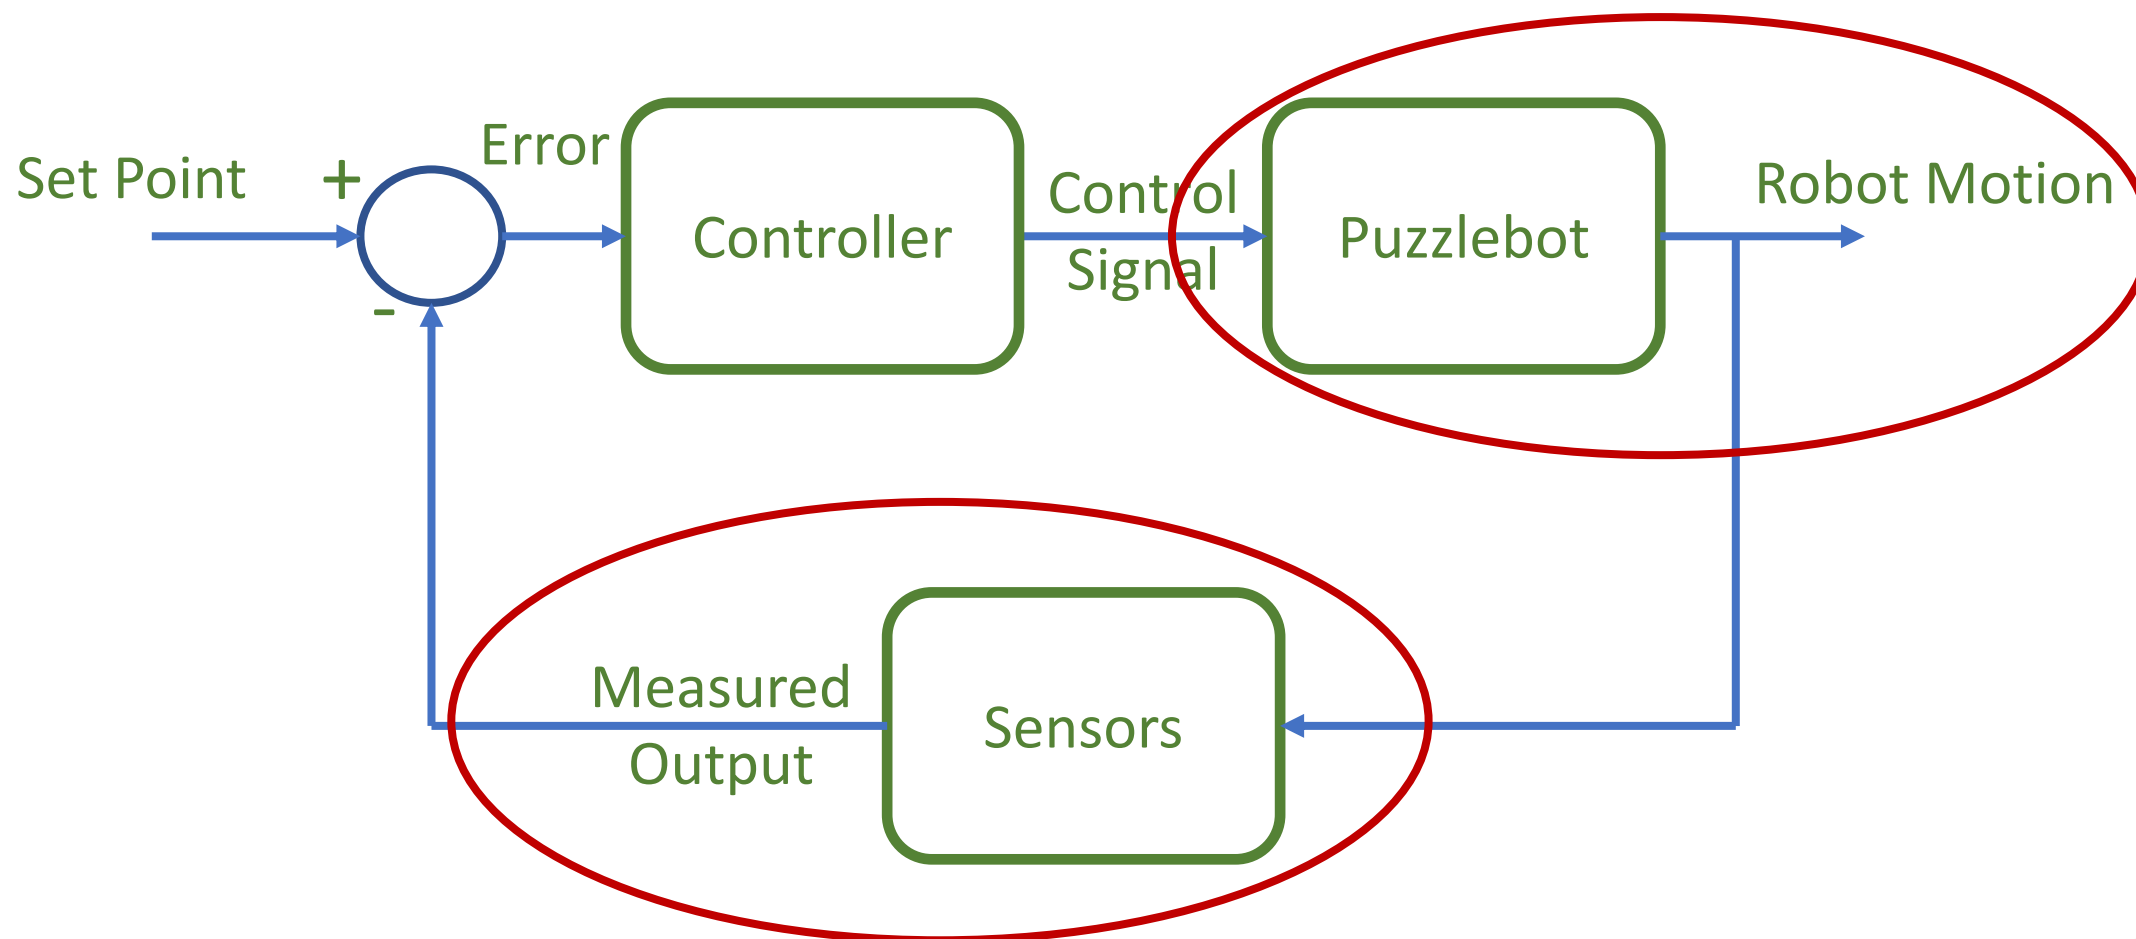 Set Point
+
-
Error
Controller
Control
Signal
Puzzlebot
Robot Motion
Measured
Output
Sensors